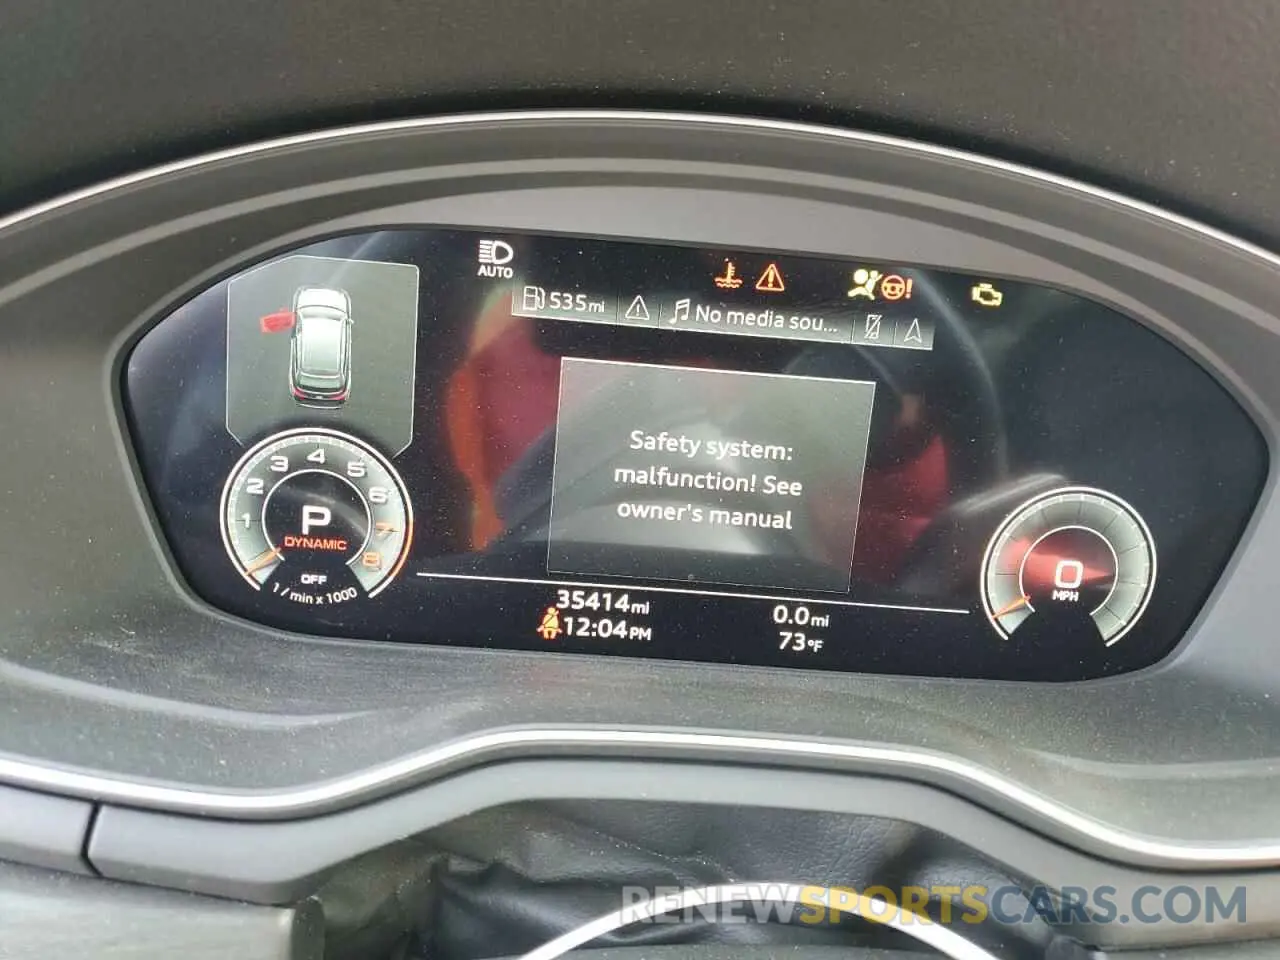 AUTO
535mi
No media sou...
Safety system:
malfunction! See
owner's manual
1 2 3 4 5 6 7 8
P
DYNAMIC
OFF
1/min x 1000
0
MPH
35414mi
0.0mi
12:04PM
73°F
RENEWSPORTSCARS.COM